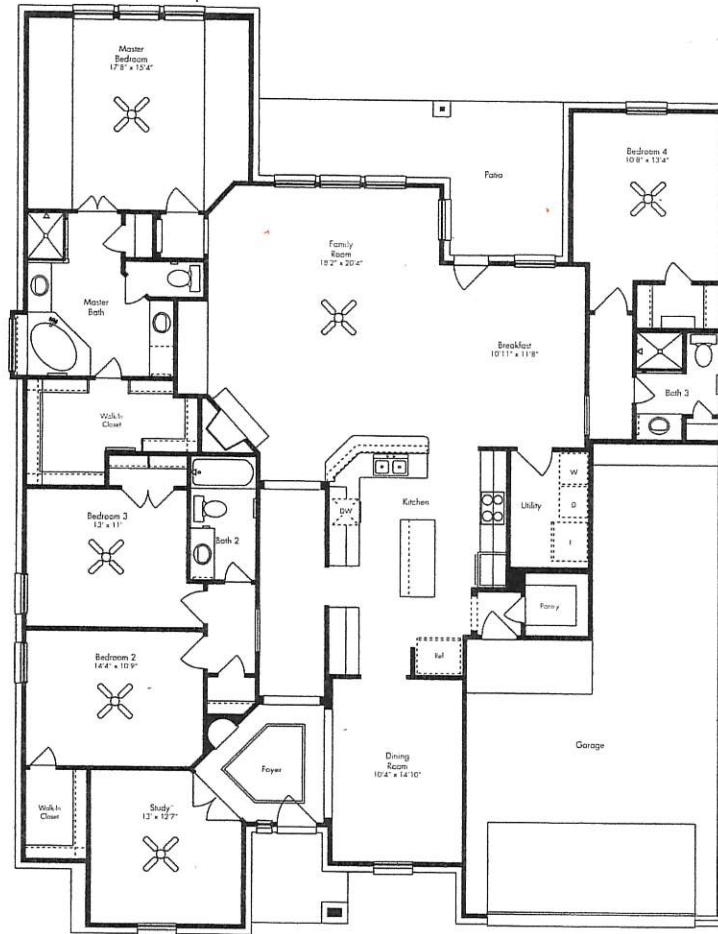 Master
Bedroom
17'8" x 15'4"
Patio
Bedroom 4
10'8" x 13'4"
Family
Room
18'2" x 20'4"
Master
Bath
Breakfast
10'11" x 11'8"
Bath 3
Walk-In
Closet
W
Kitchen
Utility
D
DW
Bedroom 3
13' x 11'
Bath 2
Pantry
Ref
Bedroom 2
14'4" x 10'9"
Dining
Room
10'4" x 14'10"
Garage
Foyer
Walk-In
Closet
Study
13' x 12'7"